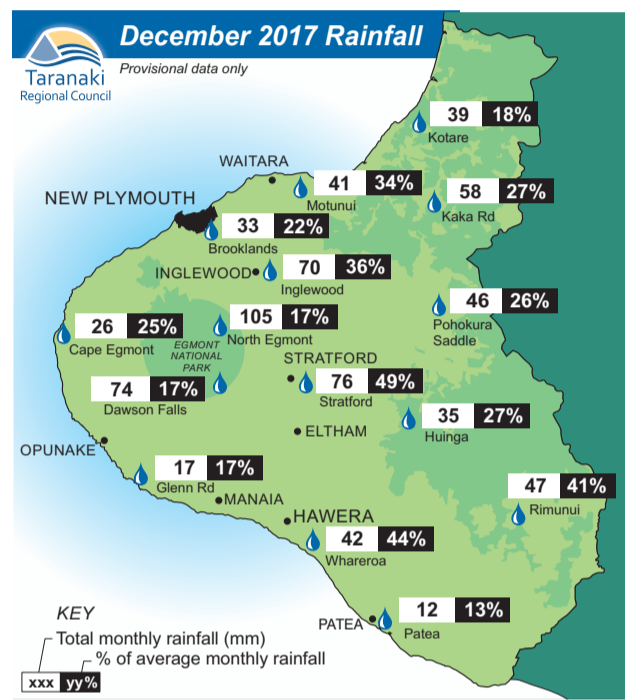 December 2017 Rainfall
Taranaki
Regional Council
Provisional data only
39 18%
Kotare
WAITARA
41 34%
Motunui
58 27%
Kaka Rd
NEW PLYMOUTH
33 22%
Brooklands
INGLEWOOD
70 36%
Inglewood
46 26%
Pohokura
Saddle
26 25%
Cape Egmont
105 17%
North Egmont
EGMONT
NATIONAL
PARK
STRATFORD
74 17%
Dawson Falls
76 49%
Stratford
35 27%
Huinga
ELTHAM
OPUNAKE
17 17%
Glenn Rd
MANAIA
47 41%
Rimunui
HAWERA
42 44%
Whareroa
12 13%
PATEA
Patea
KEY
Total monthly rainfall (mm)
% of average monthly rainfall
xxx yy%